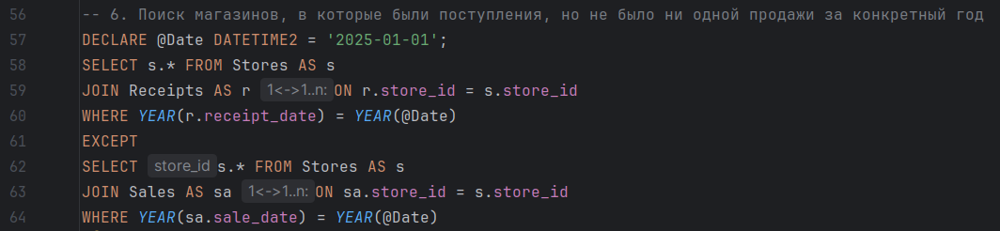 56 -- 6. Поиск магазинов, в которые были поступления, но не было ни одной продажи за конкретный год
57 DECLARE @Date DATETIME2 = '2025-01-01';
58 SELECT s.* FROM Stores AS s
59 JOIN Receipts AS r 1<->1..n: ON r.store_id = s.store_id
60 WHERE YEAR(r.receipt_date) = YEAR(@Date)
61 EXCEPT
62 SELECT store_id s.* FROM Stores AS s
63 JOIN Sales AS sa 1<->1..n: ON sa.store_id = s.store_id
64 WHERE YEAR(sa.sale_date) = YEAR(@Date)